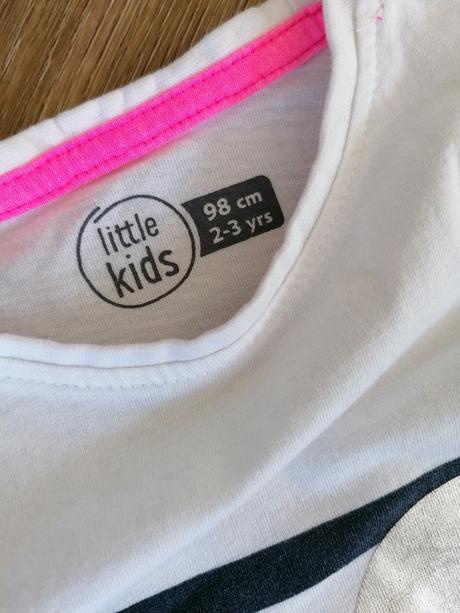 little
kids
98 cm
2-3 yrs